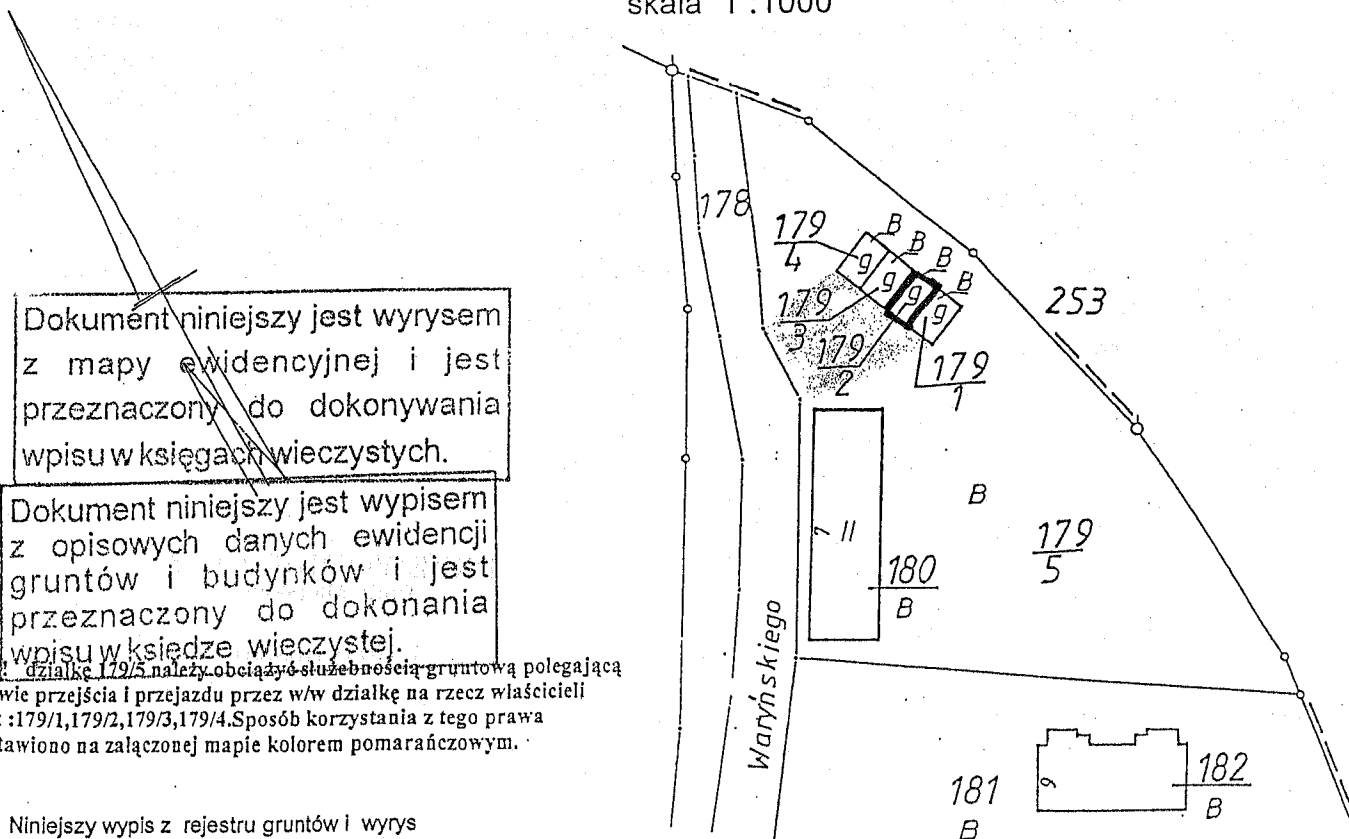 skala 1:1000
Dokument niniejszy jest wyrysem
z mapy ewidencyjnej i jest
przeznaczony do dokonywania
wpisu w księgach wieczystych.
Dokument niniejszy jest wypisem
z opisowych danych ewidencji
gruntów i budynków i jest
przeznaczony do dokonania
wpisu w księdze wieczystej.
działkę 179/5 należy obciążyć służebnością gruntową polegającą
wie przejścia i przejazdu przez w/w działkę na rzecz właścicieli
:179/1,179/2,179/3,179/4.Sposób korzystania z tego prawa
tawiono na załączonej mapie kolorem pomarańczowym.
Niniejszy wypis z rejestru gruntów i wyrys
178
179
4
B
B
B
B
g
g
g
g
179
3
179
2
179
1
253
B
179
5
7 II
180
B
Waryńskiego
181
B
9
182
B